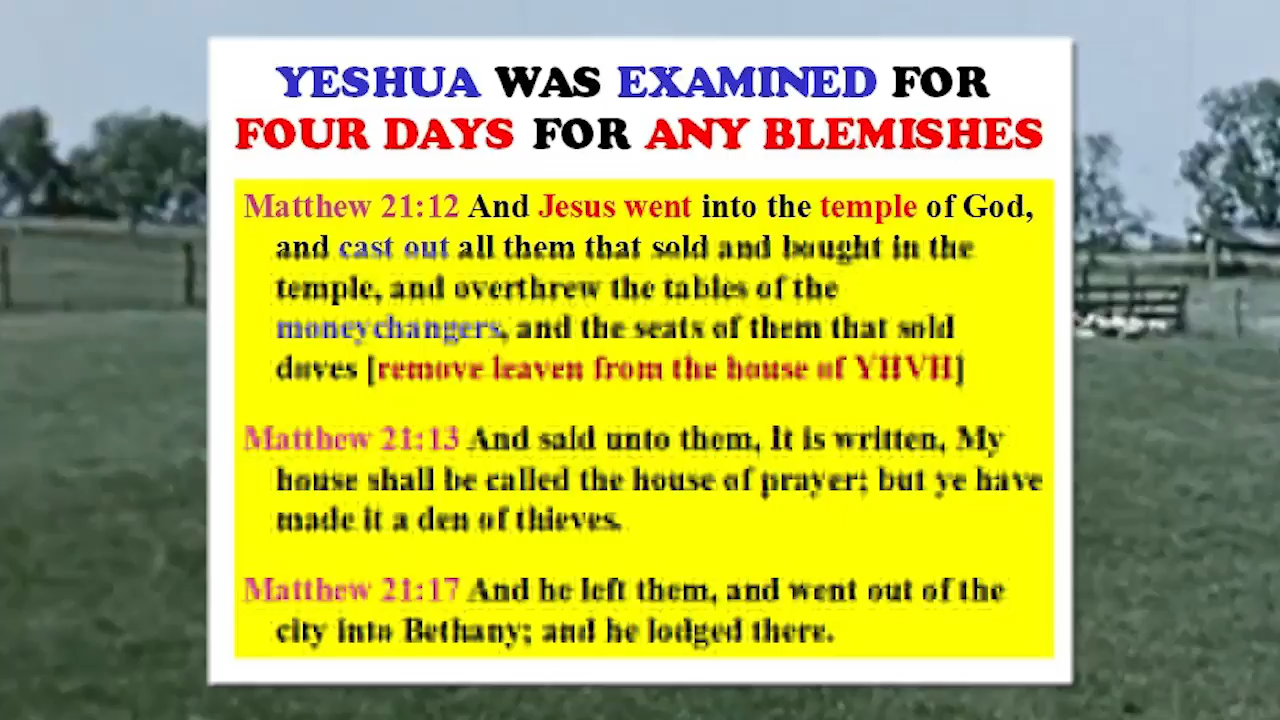 YESHUA WAS EXAMINED FOR
FOUR DAYS FOR ANY BLEMISHES
Matthew 21:12 And Jesus went into the temple of God,
and cast out all them that sold and bought in the
temple, and overthrew the tables of the
moneychangers, and the seats of them that sold
doves [remove leaven from the house of YHVH]
Matthew 21:13 And said unto them, It is written, My
house shall be called the house of prayer; but ye have
made it a den of thieves.
Matthew 21:17 And he left them, and went out of the
city into Bethany; and he lodged there.